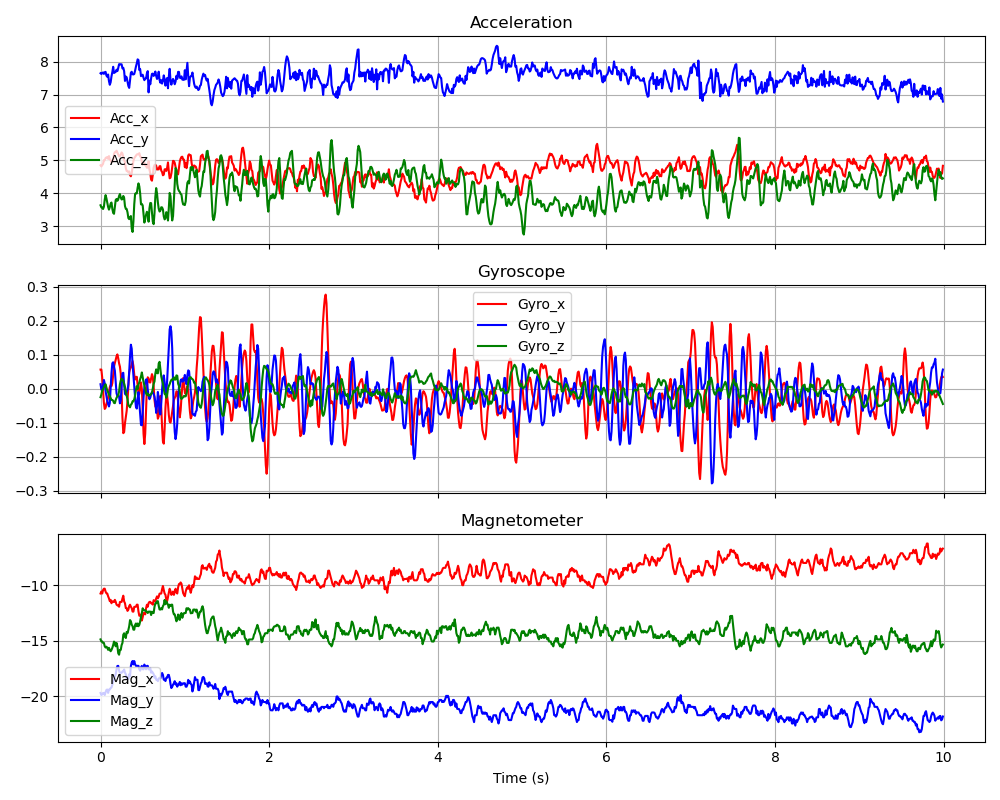 Acceleration
8
7
6
5
4
3
Acc_x
Acc_y
Acc_z
Gyroscope
0.3
0.2
0.1
0.0
−0.1
−0.2
−0.3
Gyro_x
Gyro_y
Gyro_z
Magnetometer
−10
−15
−20
Mag_x
Mag_y
Mag_z
0 2 4 6 8 10
Time (s)